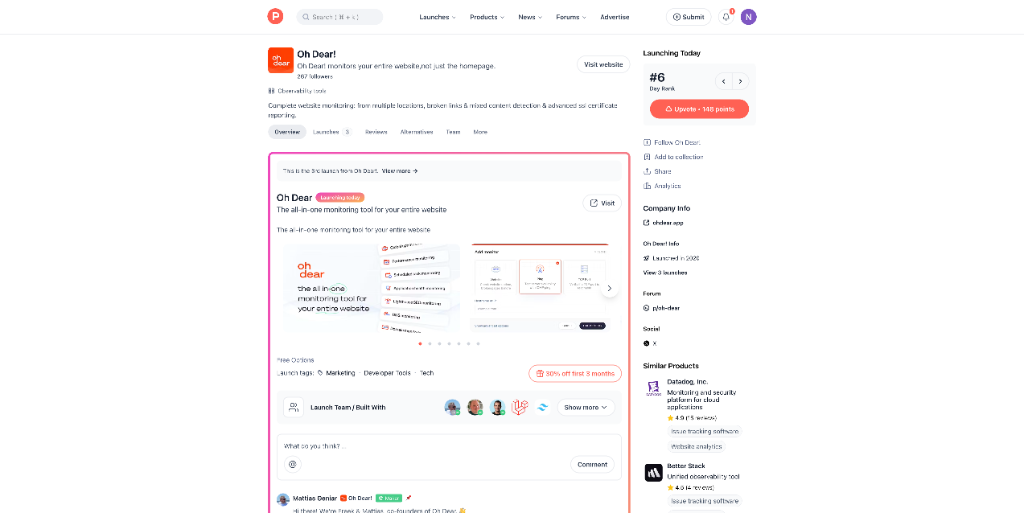 Search ( ⌘ + k )
Launches
Products
News
Forums
Advertise
Submit
1
N
oh dear
Oh Dear!
Oh Dear! monitors your entire website, not just the homepage.
267 followers
Visit website
Observability tools
Complete website monitoring: from multiple locations, broken links & mixed content detection & advanced ssl certificate
reporting.
Overview
Launches 3
Reviews
Alternatives
Team
More
This is the 3rd launch from Oh Dear!. View more →
Oh Dear
Launching today
Visit
The all-in-one monitoring tool for your entire website
The all-in-one monitoring tool for your entire website
oh
dear
the all in-one
monitoring tool for
your entire website
Free Options
Launch tags: Marketing · Developer Tools · Tech
30% off first 3 months
Launch Team / Built With
Show more
What do you think? ...
@
Comment
Mattias Geniar Oh Dear! Maker
Hi there! We're Freek & Mattias, co-founders of Oh Dear.
Launching Today
#6
Day Rank
Upvote • 148 points
Follow Oh Dear!
Add to collection
Share
Analytics
Company Info
ohdear.app
Oh Dear! Info
Launched in 2020
View 3 launches
Forum
p/oh-dear
Social
X
Similar Products
Datadog, Inc.
Monitoring and security
platform for cloud
applications
4.9 (15 reviews)
Issue tracking software
Website analytics
Better Stack
Unified observability tool
Issue tracking software